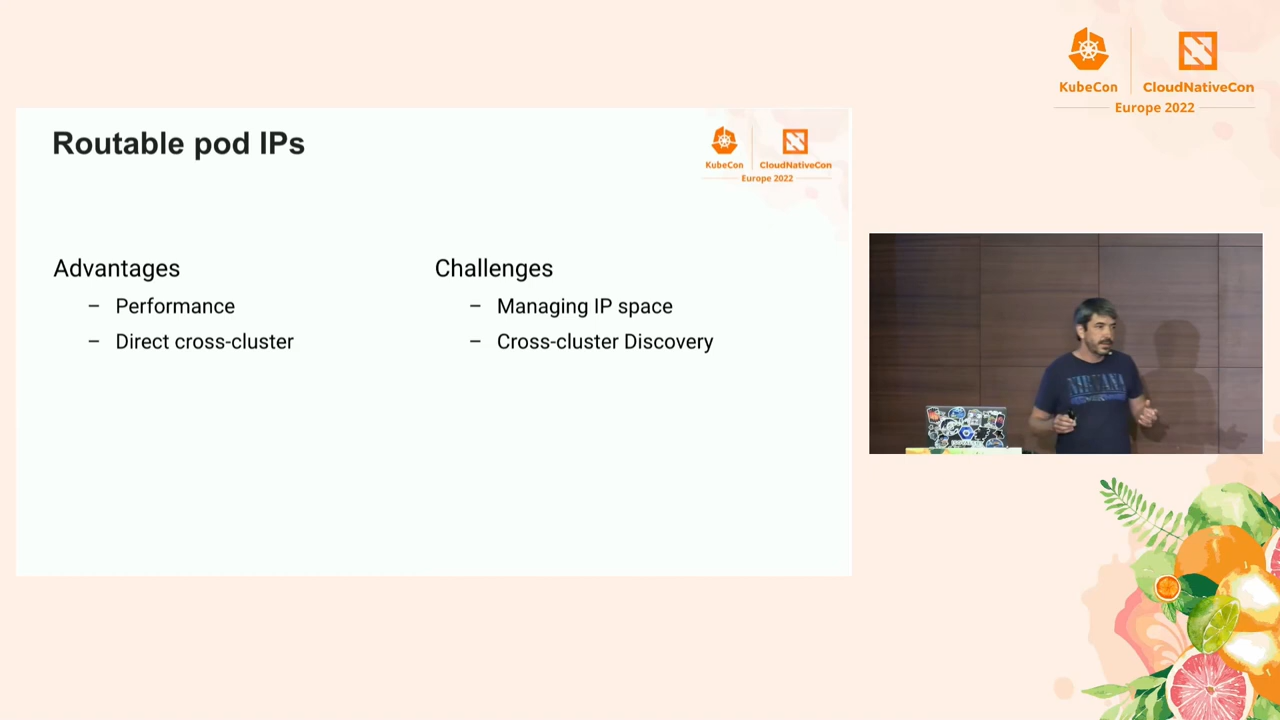 KubeCon
CloudNativeCon
Europe 2022
Routable pod IPs
KubeCon
CloudNativeCon
Europe 2022
Advantages
– Performance
– Direct cross-cluster
Challenges
– Managing IP space
– Cross-cluster Discovery
NIRVANA